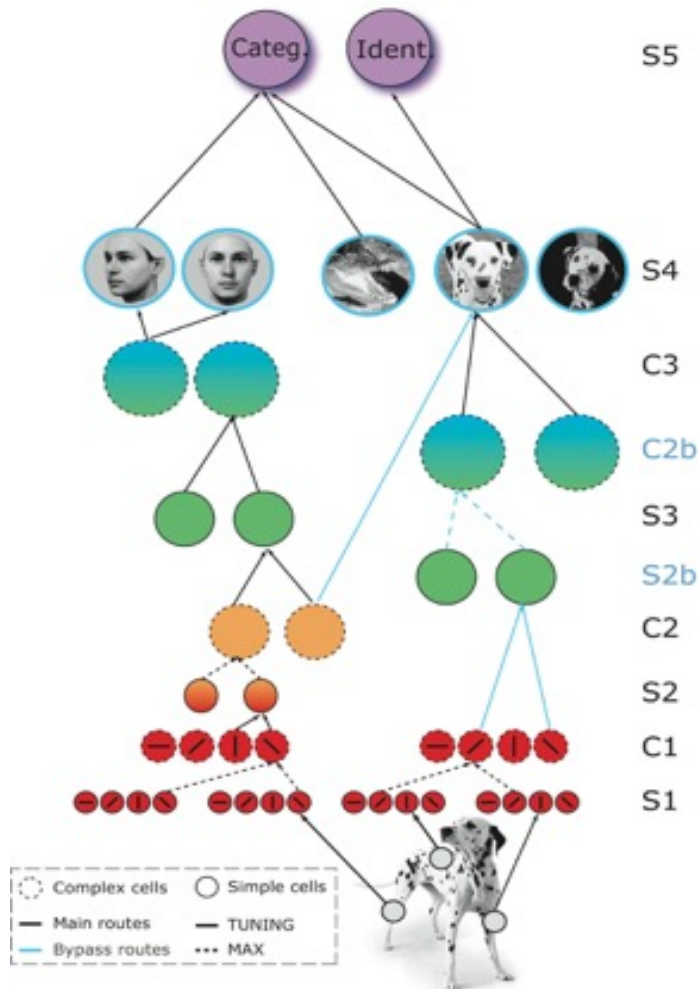 Categ.
Ident.
S5
S4
C3
C2b
S3
S2b
C2
S2
C1
S1
Complex cells
Simple cells
Main routes
TUNING
Bypass routes
MAX